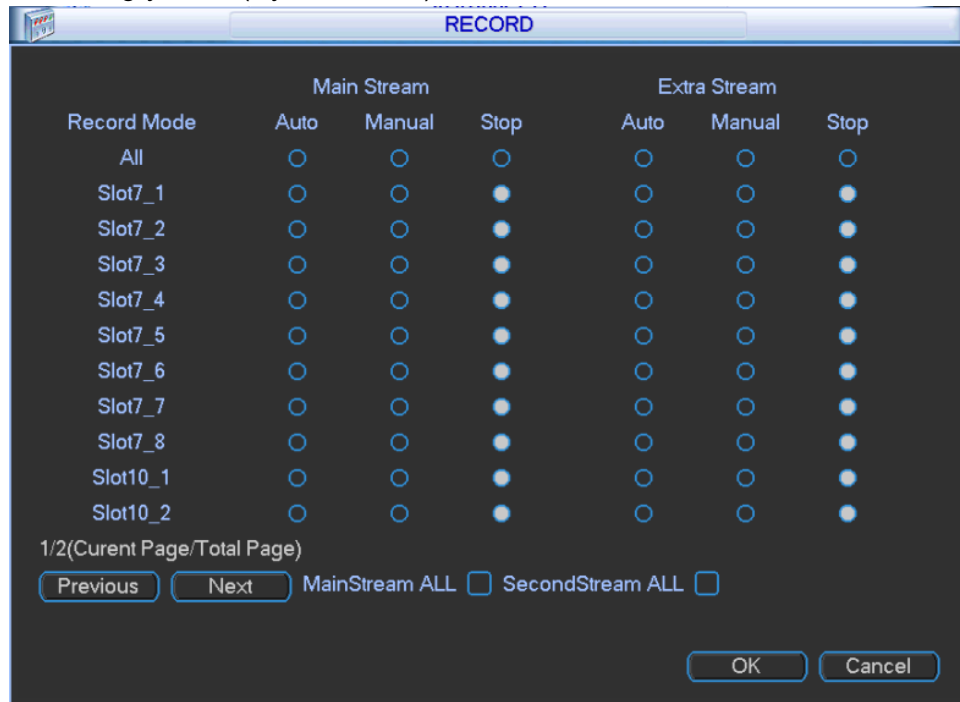 RECORD
Main Stream Extra Stream
Record Mode Auto Manual Stop Auto Manual Stop
All
Slot7_1
Slot7_2
Slot7_3
Slot7_4
Slot7_5
Slot7_6
Slot7_7
Slot7_8
Slot10_1
Slot10_2
1/2(Curent Page/Total Page)
Previous Next MainStream ALL SecondStream ALL
OK Cancel